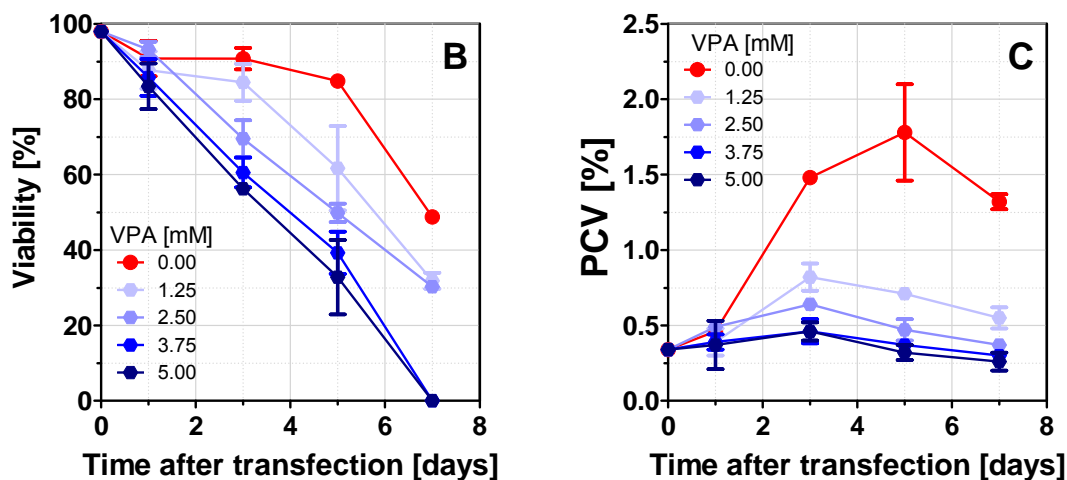 B
Viability [%]
100
80
60
40
20
0
VPA [mM]
0.00
1.25
2.50
3.75
5.00
0 2 4 6 8
Time after transfection [days]
C
PCV [%]
2.5
2.0
1.5
1.0
0.5
0.0
VPA [mM]
0.00
1.25
2.50
3.75
5.00
0 2 4 6 8
Time after transfection [days]